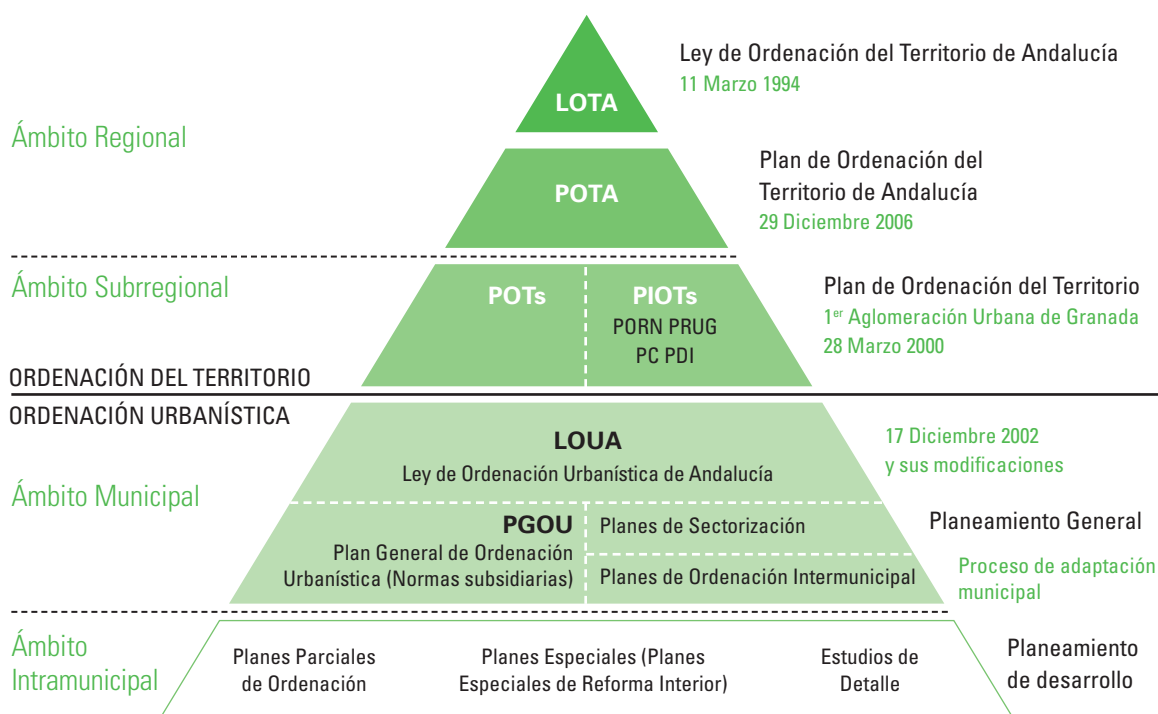 LOTA
Ley de Ordenación del Territorio de Andalucía
11 Marzo 1994
Ámbito Regional
POTA
Plan de Ordenación del
Territorio de Andalucía
29 Diciembre 2006
Ámbito Subrregional
POTs
PIOTs
PORN PRUG
PC PDI
Plan de Ordenación del Territorio
1er Aglomeración Urbana de Granada
28 Marzo 2000
ORDENACIÓN DEL TERRITORIO
ORDENACIÓN URBANÍSTICA
LOUA
Ley de Ordenación Urbanística de Andalucía
17 Diciembre 2002
y sus modificaciones
Ámbito Municipal
PGOU
Plan General de Ordenación
Urbanística (Normas subsidiarias)
Planes de Sectorización
Planes de Ordenación Intermunicipal
Planeamiento General
Proceso de adaptación
municipal
Ámbito
Intramunicipal
Planes Parciales
de Ordenación
Planes Especiales (Planes
Especiales de Reforma Interior)
Estudios de
Detalle
Planeamiento
de desarrollo